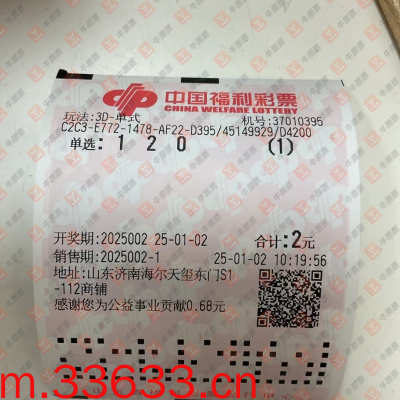 中国福利彩票
CHINA WELFARE LOTTERY
玩法:3D-单式 机号:37010395
C2C3-E772-1478-AF22-D395/45149929/D4200
单选: 1 2 0 (1)
开奖期:2025002 25-01-02 合计:2元
销售期:2025002-1 25-01-02 10:19:56
地址:山东济南海尔天玺东门S1
-112商铺
感谢您为公益事业贡献0.68元
m.33633.cn